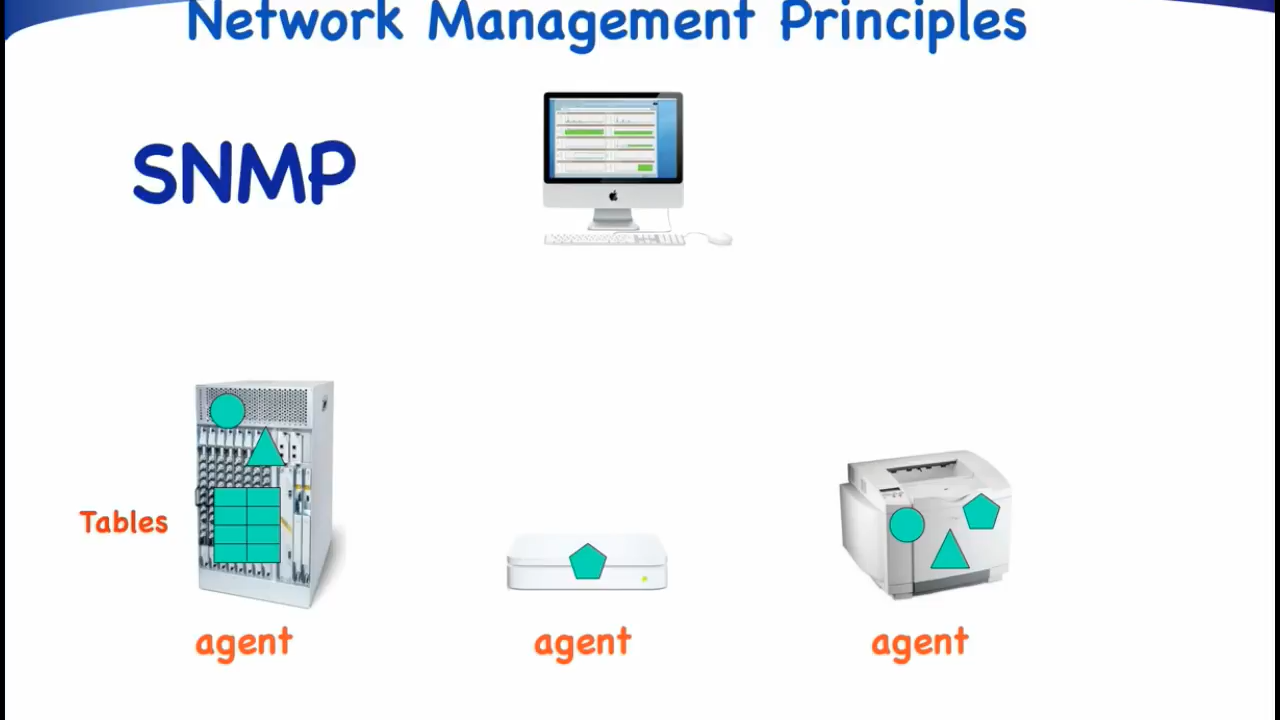 Network Management Principles
SNMP
Tables
agent
agent
agent